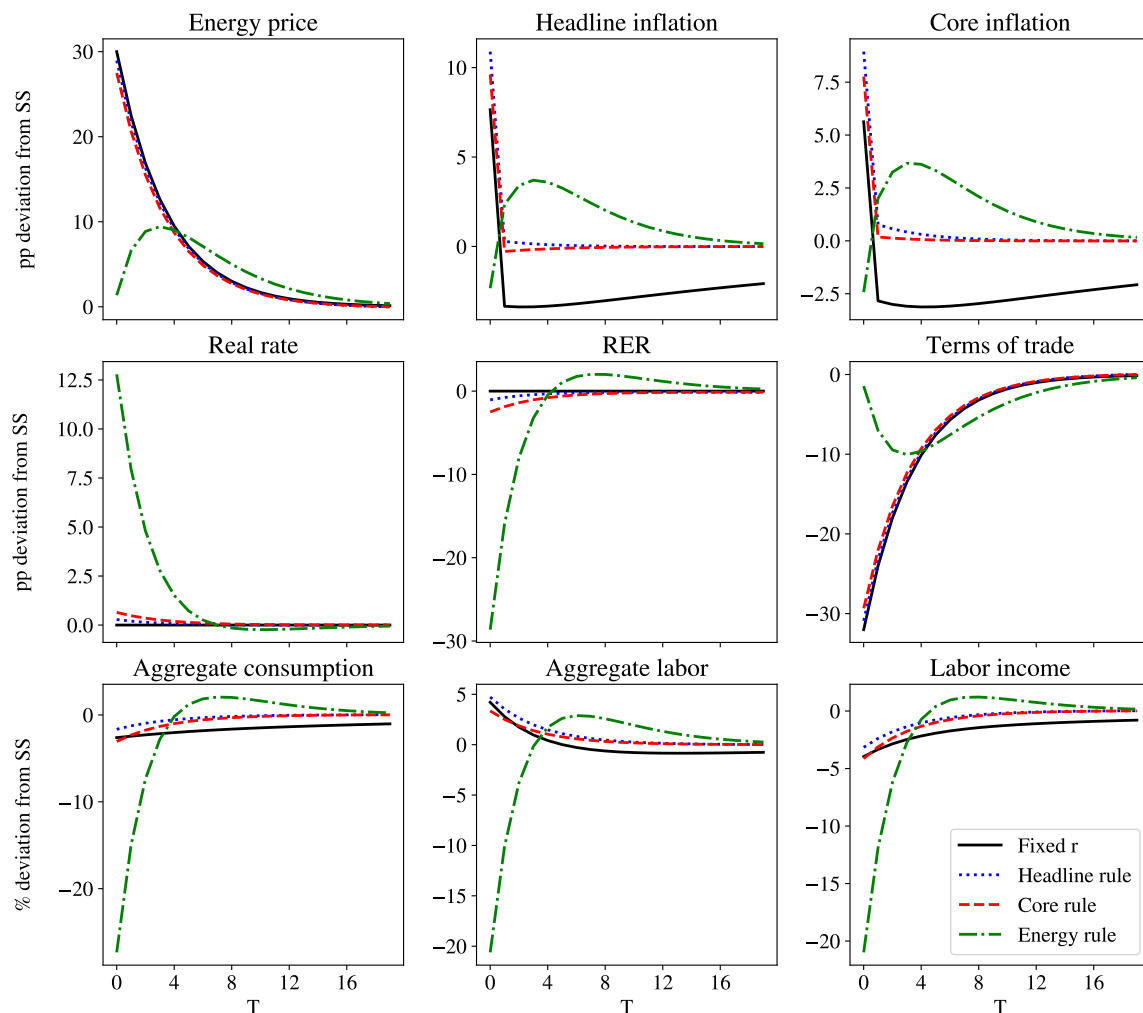 Energy price
Headline inflation
Core inflation
pp deviation from SS
30
20
10
0
10
5
0
7.5
5.0
2.5
0.0
−2.5
Real rate
RER
Terms of trade
pp deviation from SS
12.5
10.0
7.5
5.0
2.5
0.0
0
−10
−20
−30
0
−10
−20
−30
Aggregate consumption
Aggregate labor
Labor income
% deviation from SS
0
−10
−20
5
0
−5
−10
−15
−20
0
−5
−10
−15
−20
Fixed r
Headline rule
Core rule
Energy rule
0 4 8 12 16
0 4 8 12 16
0 4 8 12 16
T
T
T